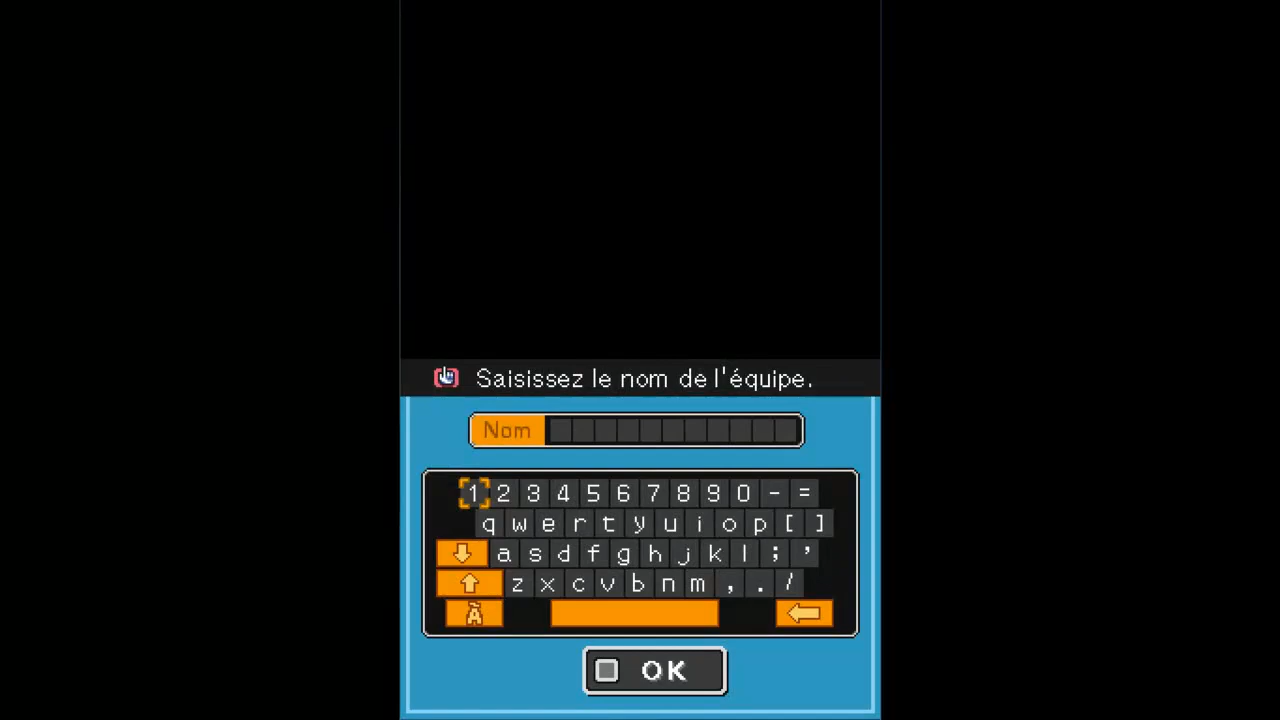 Saisissez le nom de l'équipe.
Nom
1 2 3 4 5 6 7 8 9 0 - =
q w e r t y u i o p [ ]
a s d f g h j k l ; '
z x c v b n m , . /
Ä
OK